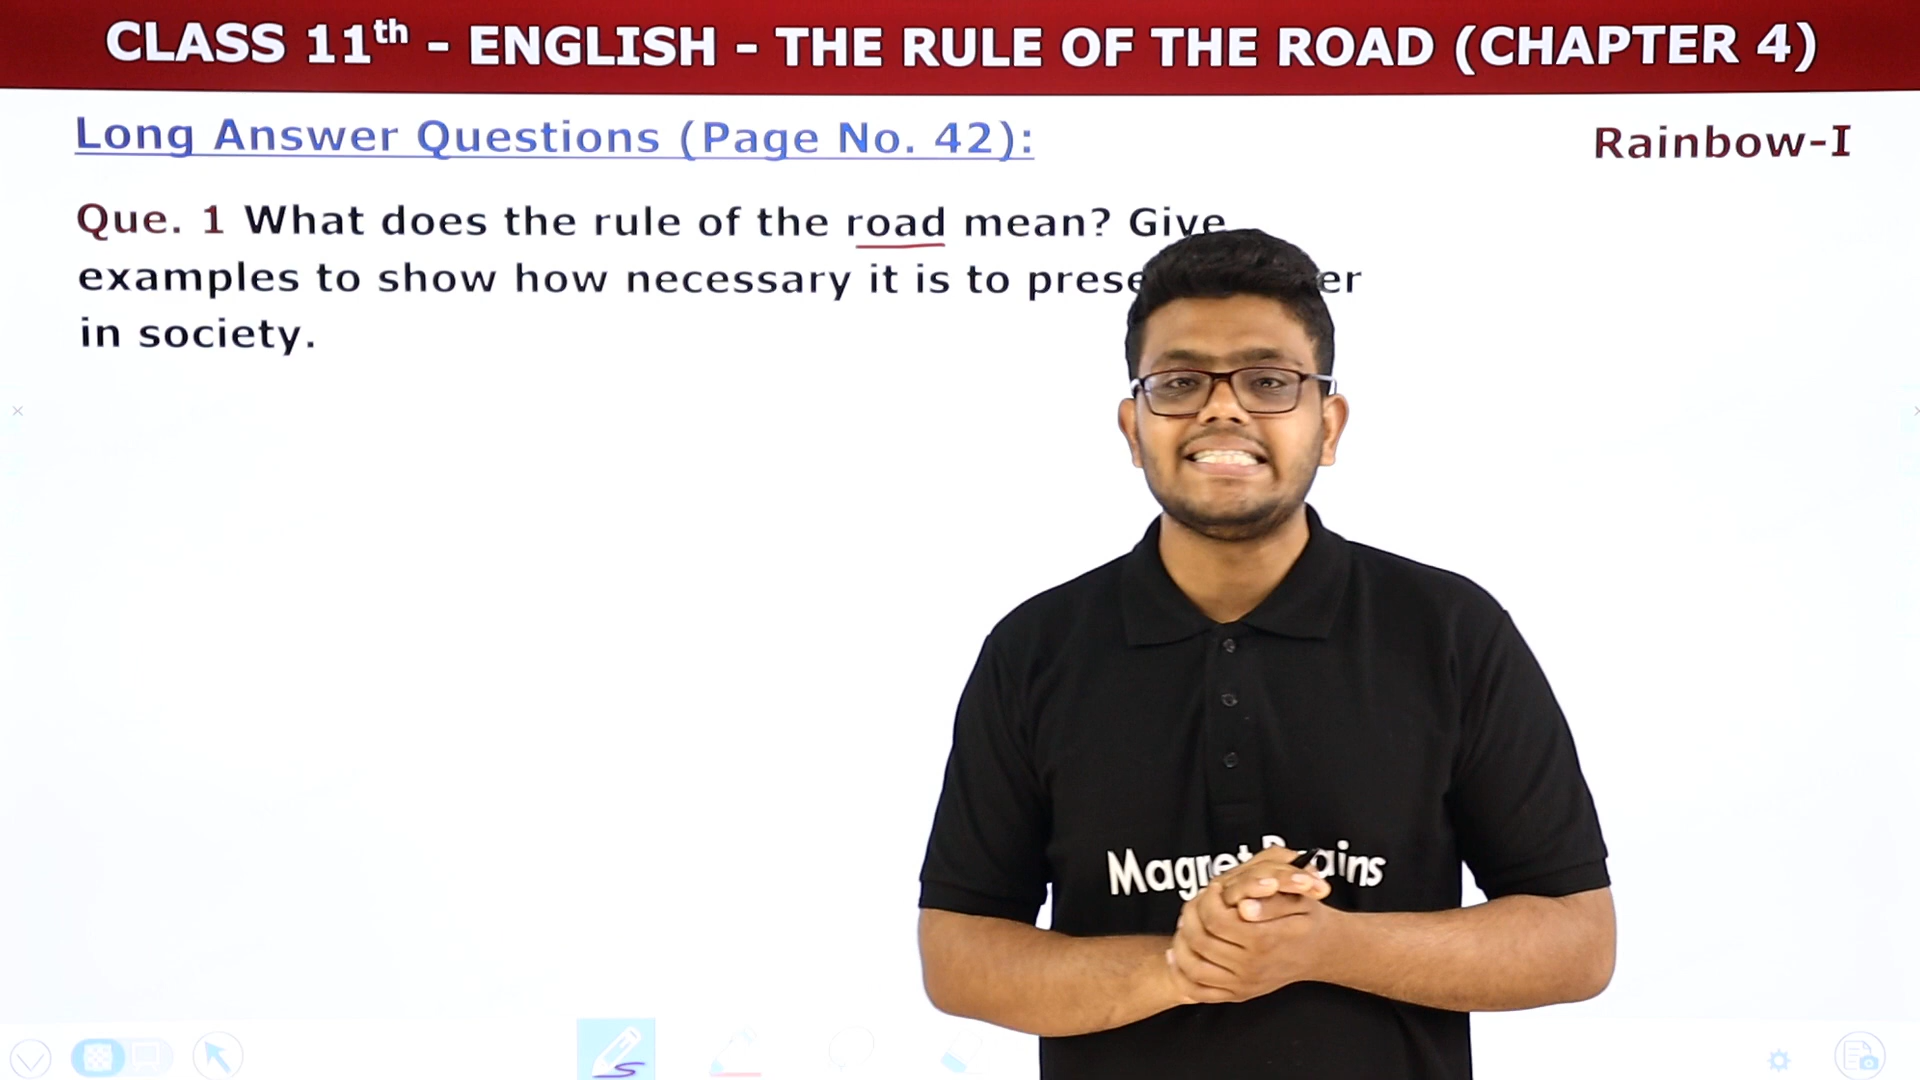 CLASS 11th - ENGLISH - THE RULE OF THE ROAD (CHAPTER 4)
Long Answer Questions (Page No. 42):
Rainbow-I
Que. 1 What does the rule of the road mean? Give
examples to show how necessary it is to
in society.